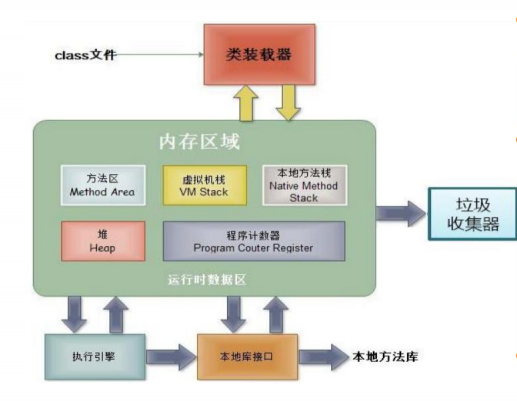 class文件
类装载器
内存区域
方法区
Method Area
虚拟机栈
VM Stack
本地方法栈
Native Method
Stack
堆
Heap
程序计数器
Program Couter Register
运行时数据区
垃圾
收集器
执行引擎
本地库接口
本地方法库